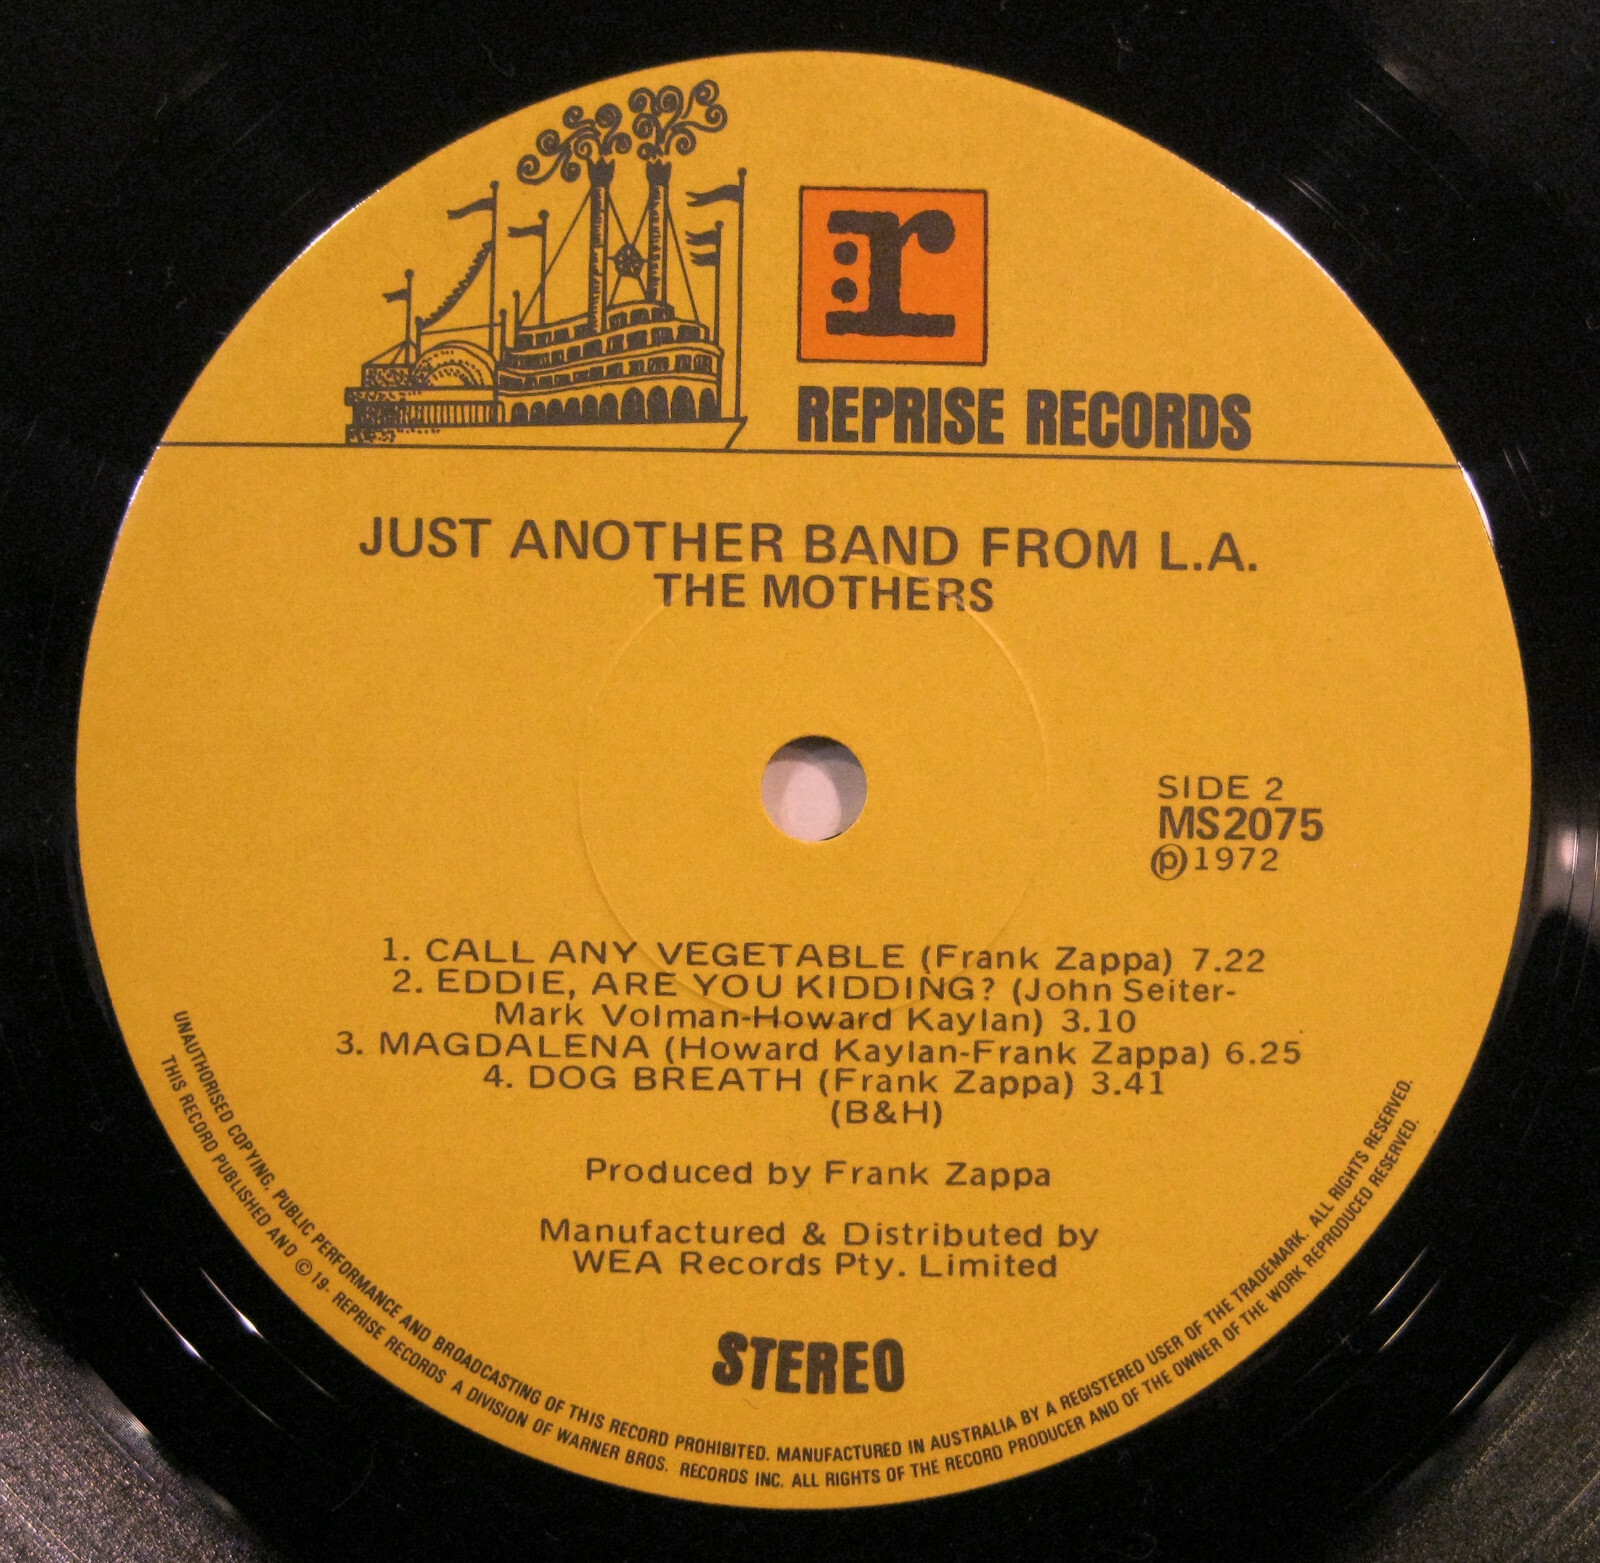 r
REPRISE RECORDS
JUST ANOTHER BAND FROM L.A.
THE MOTHERS
SIDE 2
MS2075
Ⓟ1972
1. CALL ANY VEGETABLE (Frank Zappa) 7.22
2. EDDIE, ARE YOU KIDDING? (John Seiter-
Mark Volman-Howard Kaylan) 3.10
3. MAGDALENA (Howard Kaylan-Frank Zappa) 6.25
4. DOG BREATH (Frank Zappa) 3.41
(B&H)
Produced by Frank Zappa
Manufactured & Distributed by
WEA Records Pty. Limited
STEREO
UNAUTHORISED COPYING, PUBLIC PERFORMANCE AND BROADCASTING OF THIS RECORD PROHIBITED. MANUFACTURED IN AUSTRALIA BY A REGISTERED USER OF THE TRADEMARK. ALL RIGHTS RESERVED.
THIS RECORD PUBLISHED AND ©19- REPRISE RECORDS A DIVISION OF WARNER BROS. RECORDS INC. ALL RIGHTS OF THE RECORD PRODUCER AND OF THE OWNER OF THE WORK REPRODUCED RESERVED.